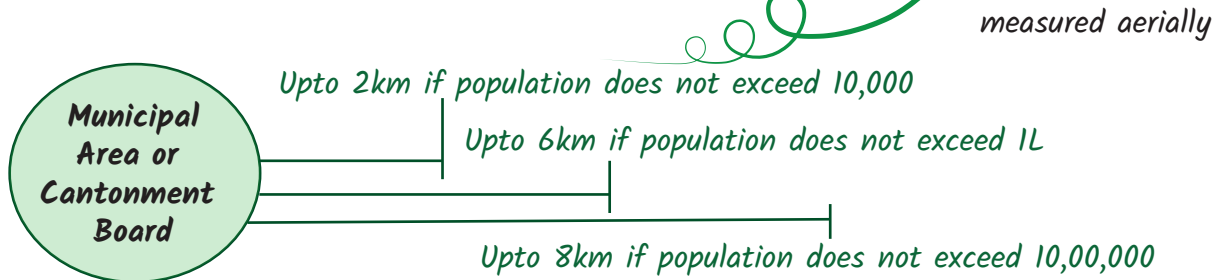 measured aerially
Upto 2km if population does not exceed 10,000
Municipal
Area or
Cantonment
Board
Upto 6km if population does not exceed 1L
Upto 8km if population does not exceed 10,00,000